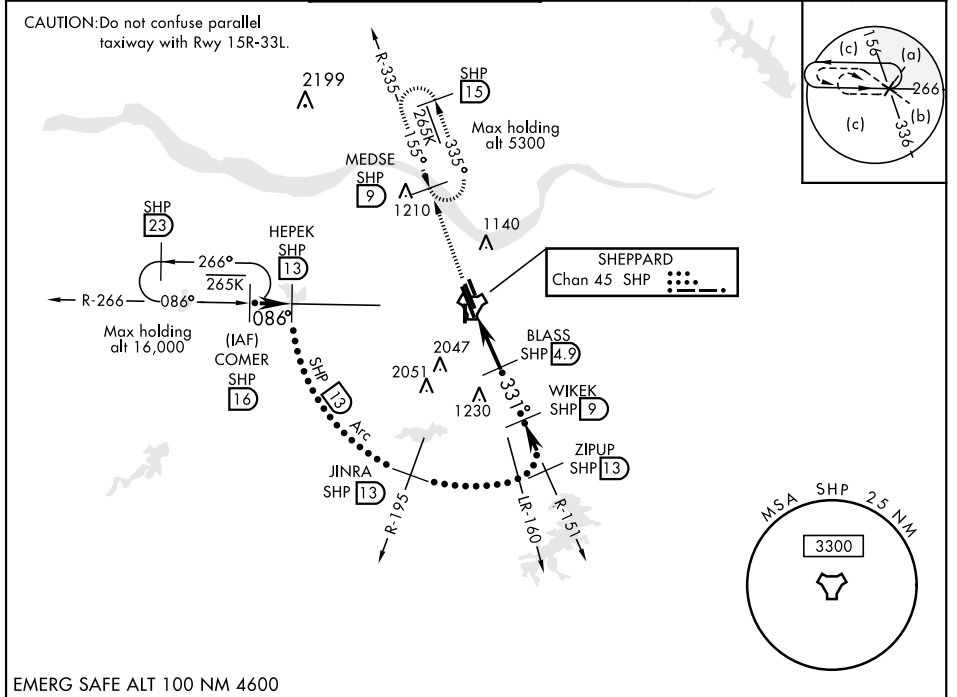 CAUTION:Do not confuse parallel
taxiway with Rwy 15R-33L.
2199
R-335
SHP
15
265K
155°
335°
Max holding
alt 5300
MEDSE
SHP
9
1210
1140
SHP
23
HEPEK
SHP
13
266°
265K
R-266
086°
086°
Max holding
alt 16,000
(IAF)
COMER
SHP
16
SHEPPARD
Chan 45 SHP
BLASS
SHP 4.9
2047
2051
1230
331°
WIKEK
SHP 9
SHP 13 Arc
ZIPUP
SHP 13
JINRA
SHP 13
R-195
LR-160
R-151
(c)
156
(a)
266
(b)
(c)
336
MSA SHP 25 NM
3300
EMERG SAFE ALT 100 NM 4600